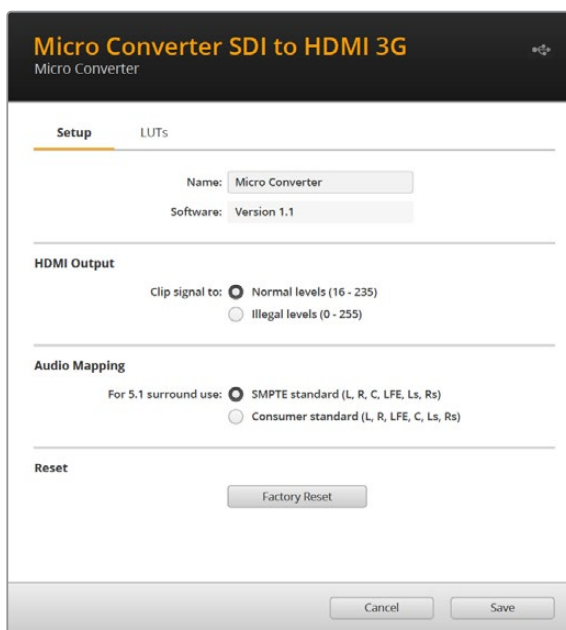 Micro Converter SDI to HDMI 3G
Micro Converter
Setup LUTs
Name: Micro Converter
Software: Version 1.1
HDMI Output
Clip signal to: Normal levels (16 - 235)
Illegal levels (0 - 255)
Audio Mapping
For 5.1 surround use: SMPTE standard (L, R, C, LFE, Ls, Rs)
Consumer standard (L, R, LFE, C, Ls, Rs)
Reset
Factory Reset
Cancel Save